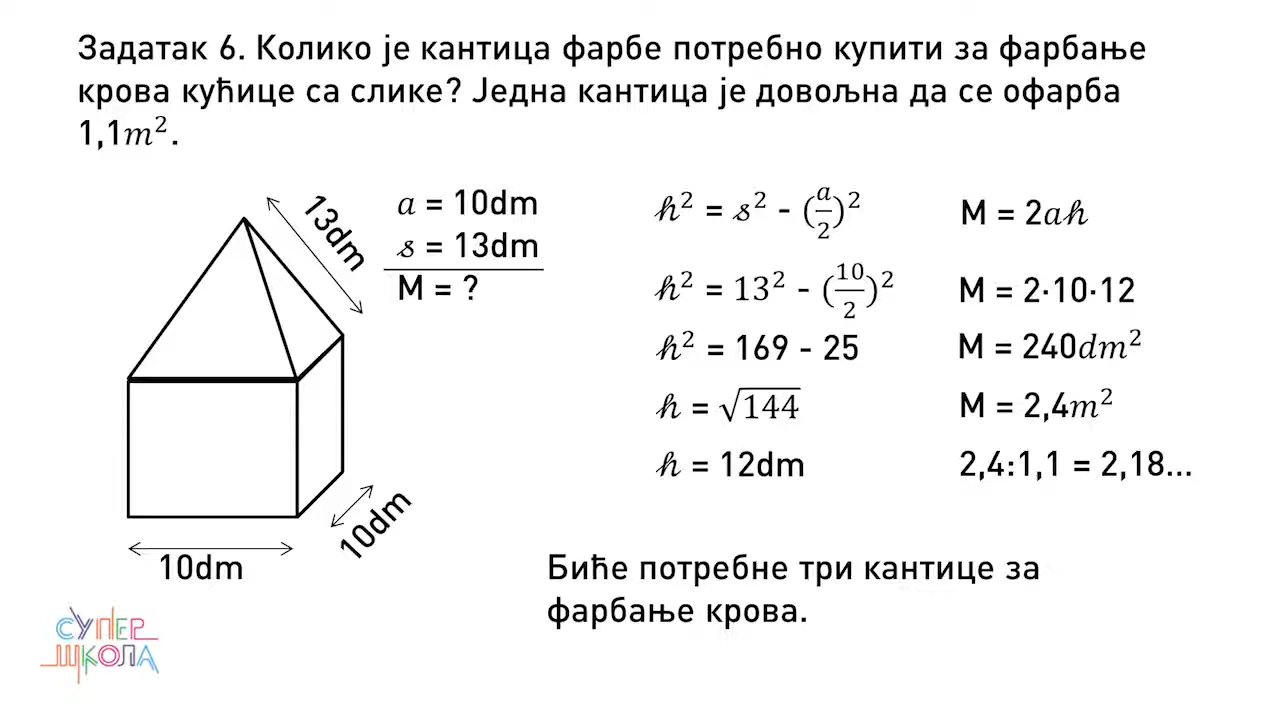 Задатак 6. Колико је кантица фарбе потребно купити за фарбање
крова кућице са слике? Једна кантица је довољна да се офарба
1,1m².
13dm
10dm
10dm
a = 10dm
s = 13dm
M = ?
h² = s² - (a/2)²
h² = 13² - (10/2)²
h² = 169 - 25
h = √144
h = 12dm
M = 2ah
M = 2·10·12
M = 240dm²
M = 2,4m²
2,4:1,1 = 2,18...
Биће потребне три кантице за
фарбање крова.
СУПЕР
ШКОЛА